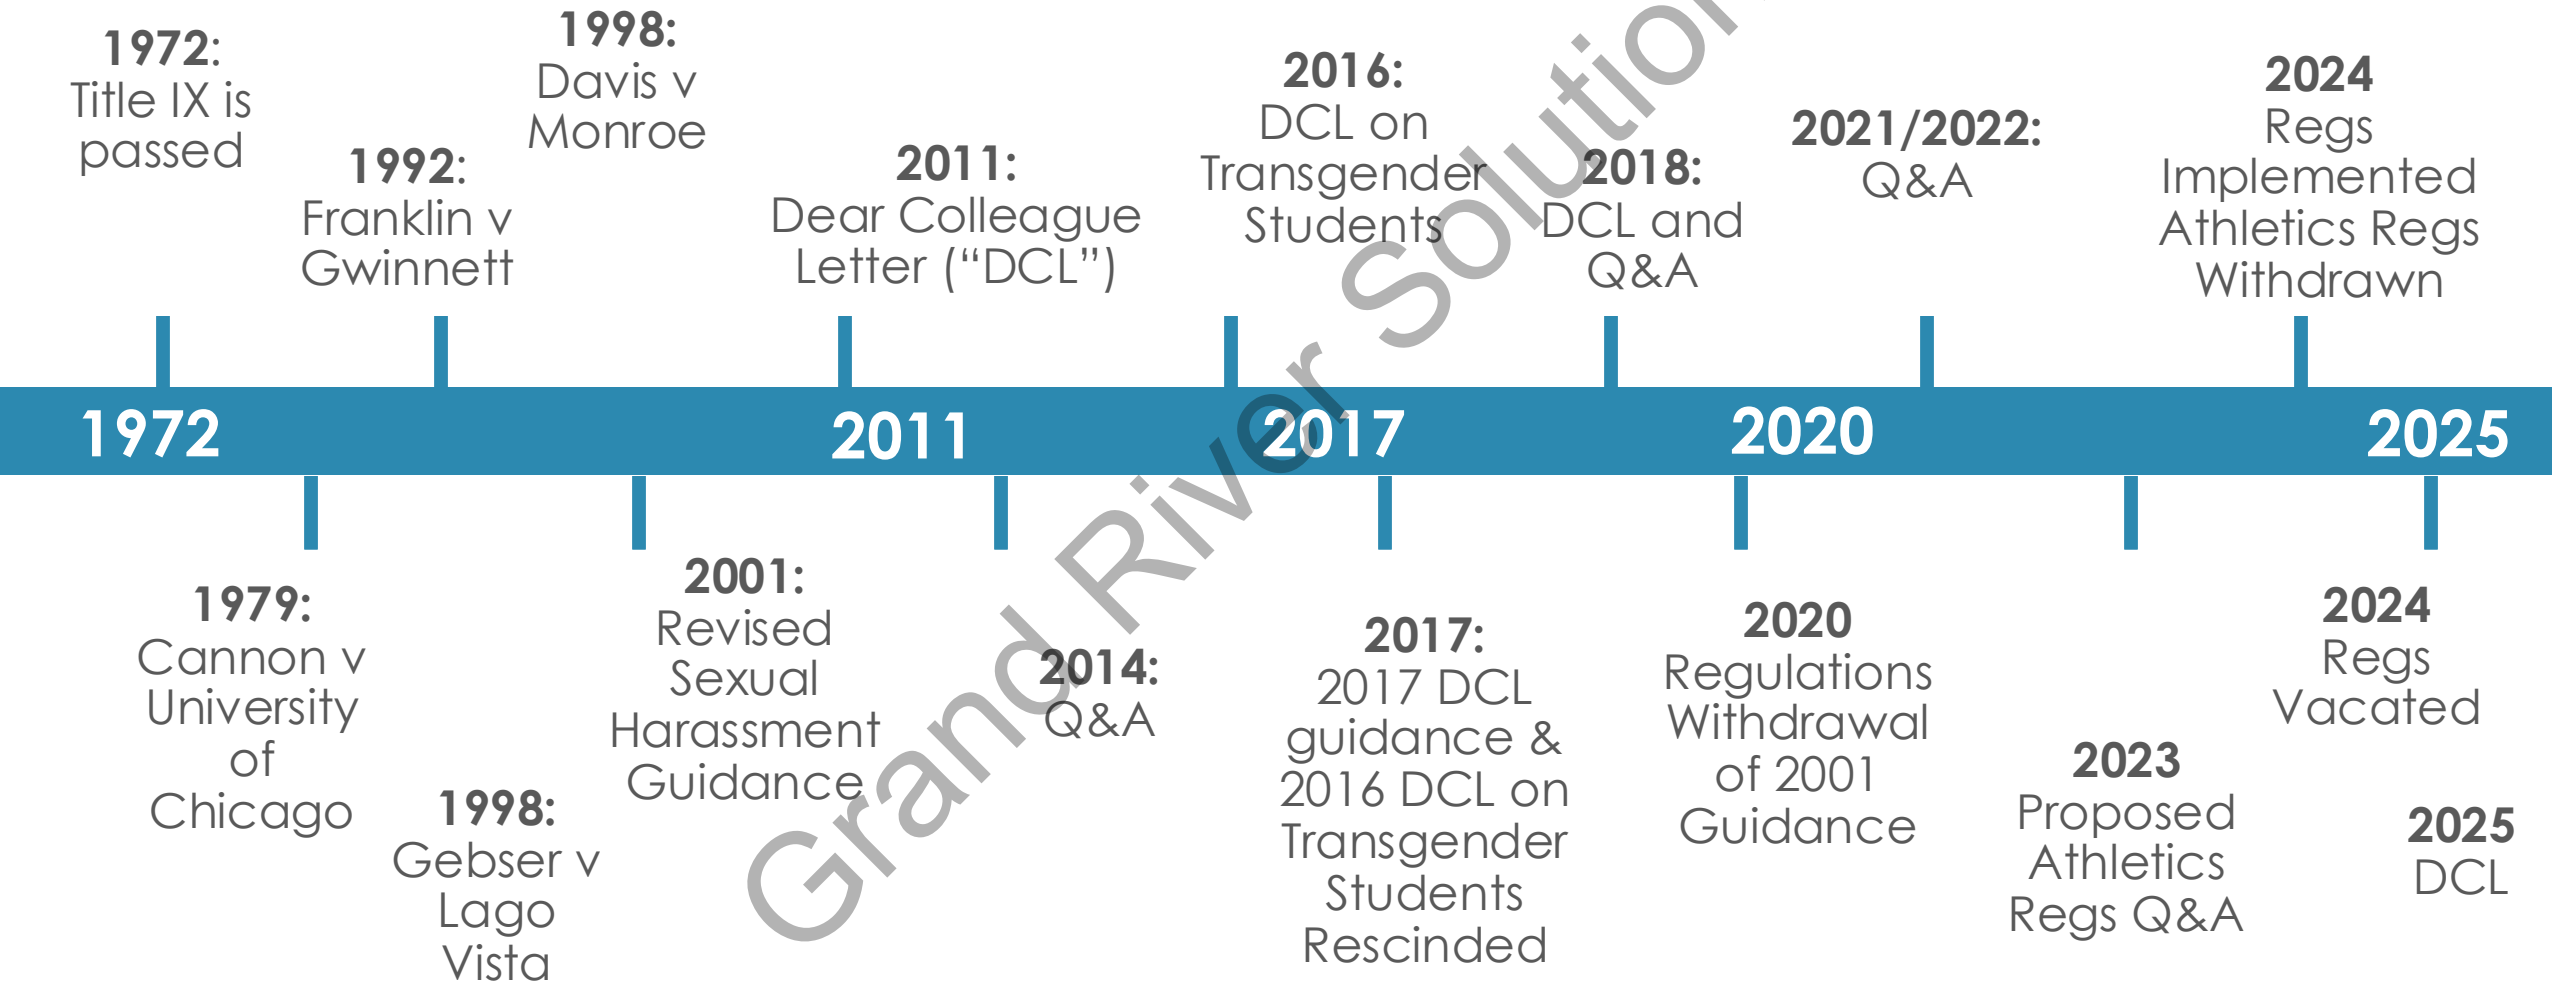 1972:
Title IX is
passed
1992:
Franklin v
Gwinnett
1998:
Davis v
Monroe
2011:
Dear Colleague
Letter (“DCL”)
2016:
DCL on
Transgender
Students
2018:
DCL and
Q&A
2021/2022:
Q&A
2024
Regs
Implemented
Athletics Regs
Withdrawn
1972
2011
2017
2020
2025
1979:
Cannon v
University
of
Chicago
1998:
Gebser v
Lago
Vista
2001:
Revised
Sexual
Harassment
Guidance
2014:
Q&A
2017:
2017 DCL
guidance &
2016 DCL on
Transgender
Students
Rescinded
2020
Regulations
Withdrawal
of 2001
Guidance
2023
Proposed
Athletics
Regs Q&A
2024
Regs
Vacated
2025
DCL
Grand River Solution